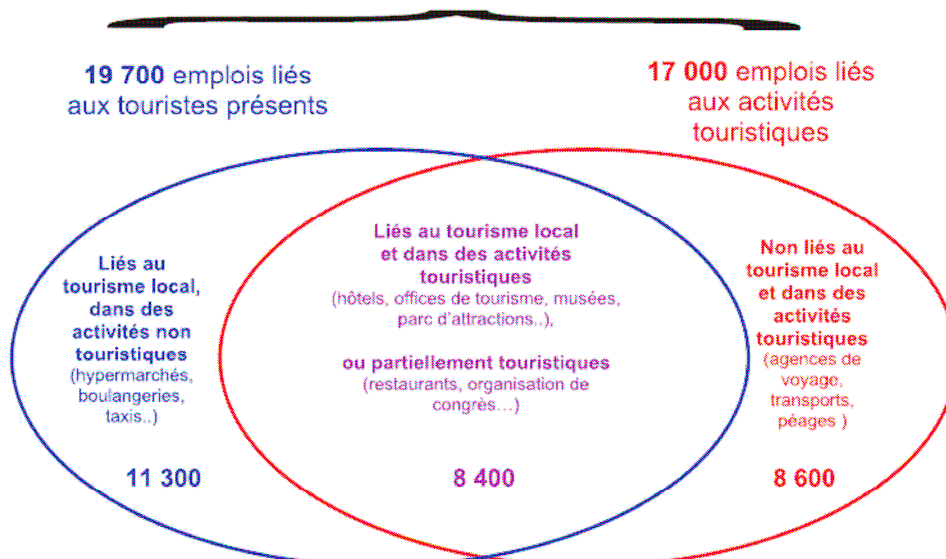 19 700 emplois liés
aux touristes présents
17 000 emplois liés
aux activités
touristiques
Liés au
tourisme local,
dans des
activités non
touristiques
(hypermarchés,
boulangeries,
taxis..)
11 300
Liés au tourisme local
et dans des activités
touristiques
(hôtels, offices de tourisme, musées,
parc d'attractions..),
ou partiellement touristiques
(restaurants, organisation de
congrès...)
8 400
Non liés au
tourisme local
et dans des
activités
touristiques
(agences de
voyage,
transports,
péages )
8 600